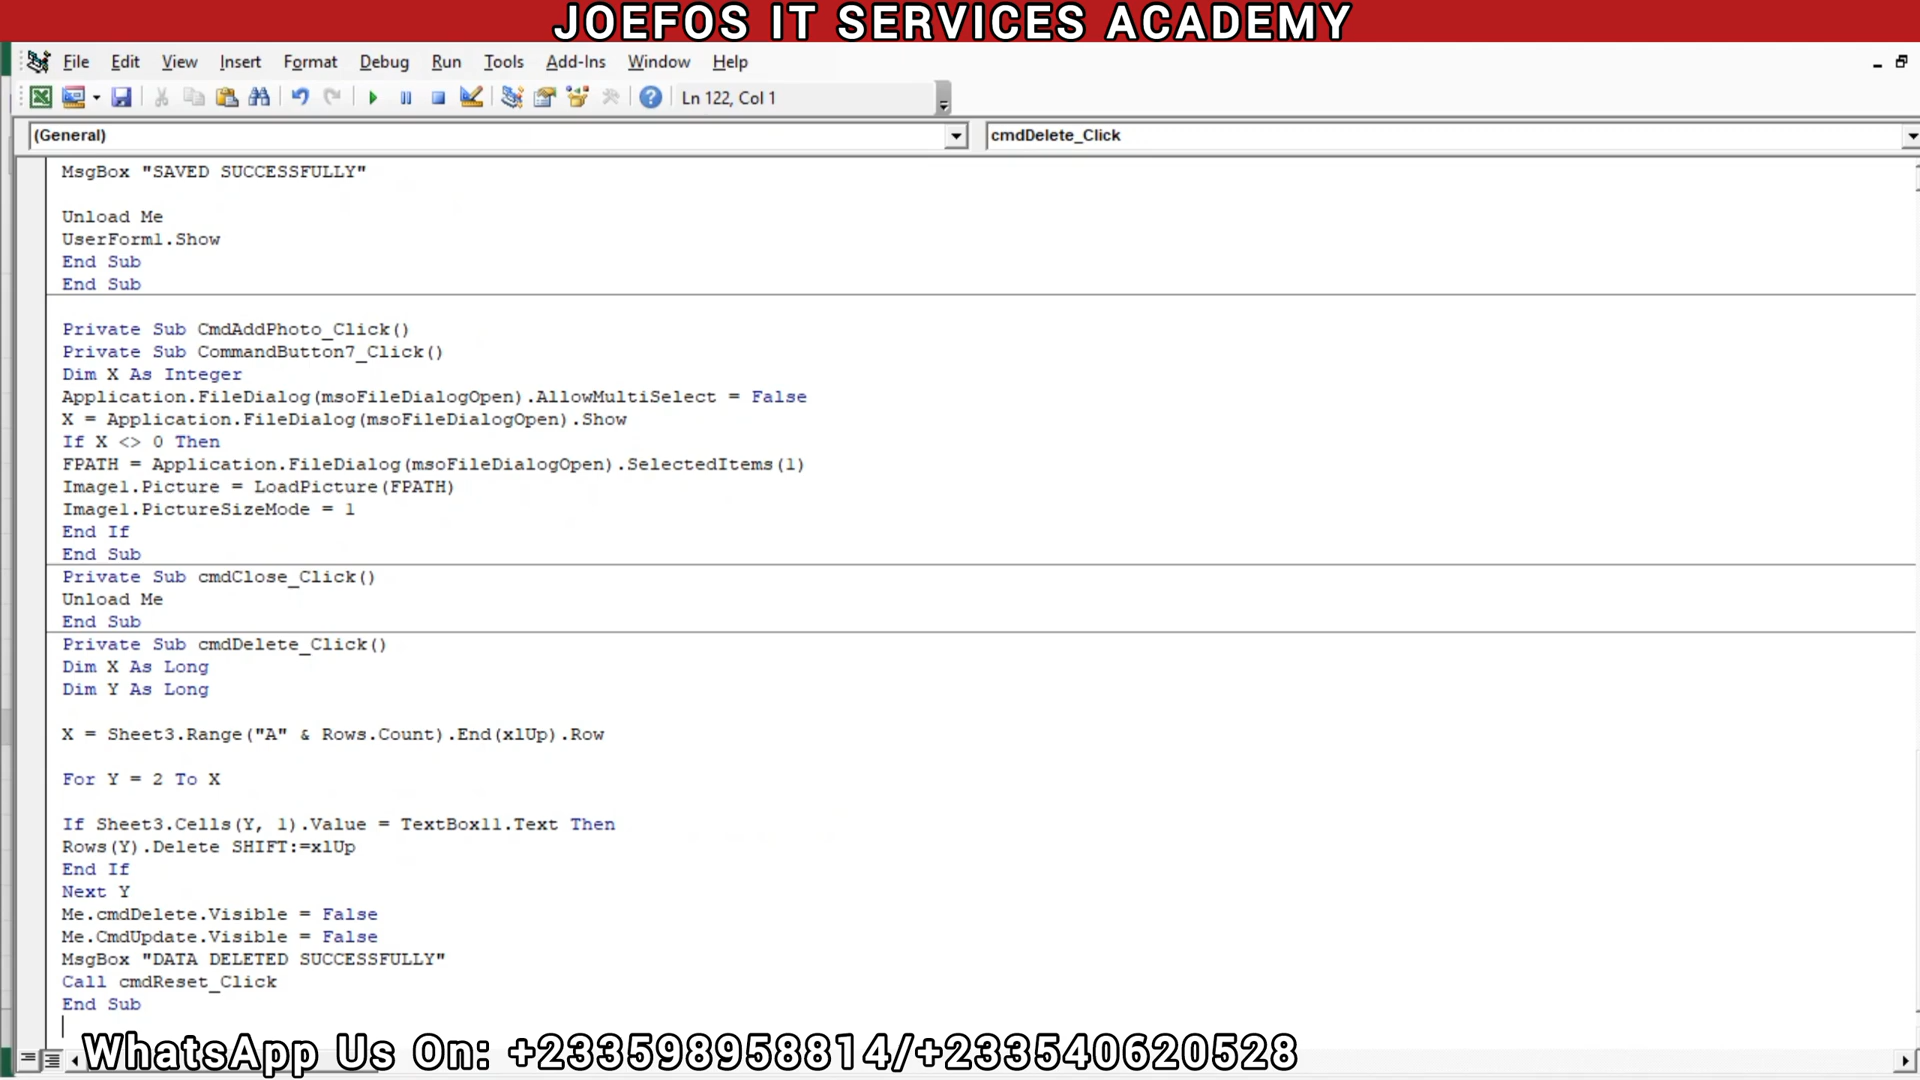 JOEFOS IT SERVICES ACADEMY
File Edit View Insert Format Debug Run Tools Add-Ins Window Help
Ln 122, Col 1
(General) cmdDelete_Click
MsgBox "SAVED SUCCESSFULLY"
Unload Me
UserForm1.Show
End Sub
End Sub
Private Sub CmdAddPhoto_Click()
Private Sub CommandButton7_Click()
Dim X As Integer
Application.FileDialog(msoFileDialogOpen).AllowMultiSelect = False
X = Application.FileDialog(msoFileDialogOpen).Show
If X <> 0 Then
FPATH = Application.FileDialog(msoFileDialogOpen).SelectedItems(1)
Image1.Picture = LoadPicture(FPATH)
Image1.PictureSizeMode = 1
End If
End Sub
Private Sub cmdClose_Click()
Unload Me
End Sub
Private Sub cmdDelete_Click()
Dim X As Long
Dim Y As Long
X = Sheet3.Range("A" & Rows.Count).End(xlUp).Row
For Y = 2 To X
If Sheet3.Cells(Y, 1).Value = TextBox11.Text Then
Rows(Y).Delete SHIFT:=xlUp
End If
Next Y
Me.cmdDelete.Visible = False
Me.CmdUpdate.Visible = False
MsgBox "DATA DELETED SUCCESSFULLY"
Call cmdReset_Click
End Sub
WhatsApp Us On: +233598958814/+233540620528